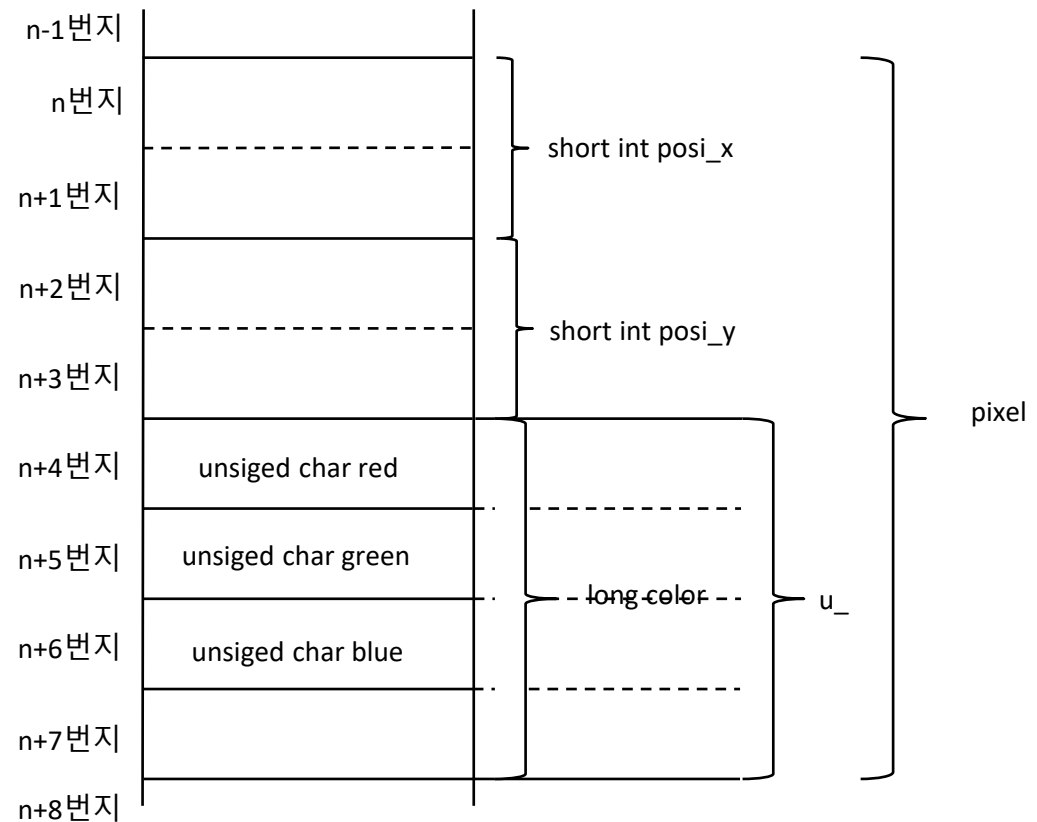 n-1번지
n번지
short int posi_x
n+1번지
n+2번지
short int posi_y
n+3번지
pixel
n+4번지
unsiged char red
n+5번지
unsiged char green
long color
u_
n+6번지
unsiged char blue
n+7번지
n+8번지